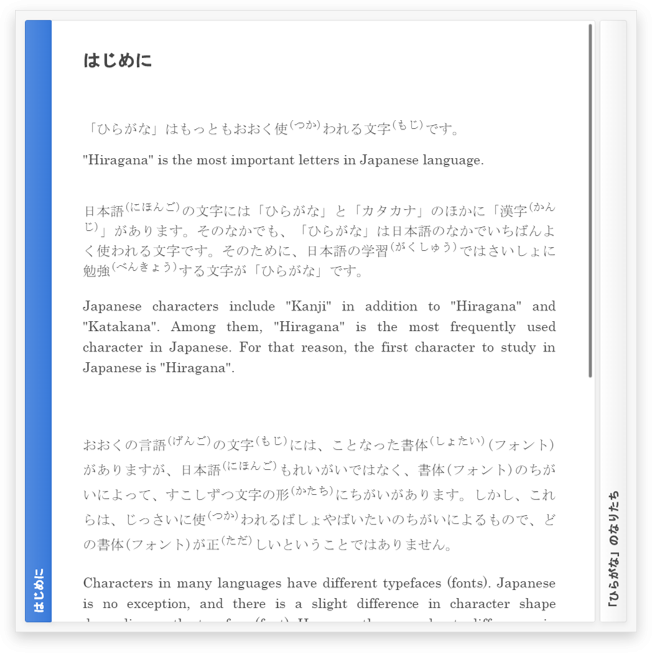 はじめに
「ひらがな」はもっともおおく使(つか)われる文字(もじ)です。
"Hiragana" is the most important letters in Japanese language.
日本語(にほんご)の文字には「ひらがな」と「カタカナ」のほかに「漢字(かん
じ)」があります。そのなかでも、「ひらがな」は日本語のなかでいちばんよ
く使われる文字です。そのために、日本語の学習(がくしゅう)ではさいしょに
勉強(べんきょう)する文字が「ひらがな」です。
Japanese characters include "Kanji" in addition to "Hiragana" and
"Katakana". Among them, "Hiragana" is the most frequently used
character in Japanese. For that reason, the first character to study in
Japanese is "Hiragana".
おおくの言語(げんご)の文字(もじ)には、ことなった書体(しょたい)(フォント)
がありますが、日本語(にほんご)もれいがいではなく、書体(フォント)のちが
いによって、すこしずつ文字の形(かたち)にちがいがあります。しかし、これ
らは、じっさいに使(つか)われるばしょやばいたいのちがいによるもので、ど
の書体(フォント)が正(ただ)しいということではありません。
Characters in many languages have different typefaces (fonts). Japanese
is no exception, and there is a slight difference in character shape
はじめに
「ひらがな」のなりたち